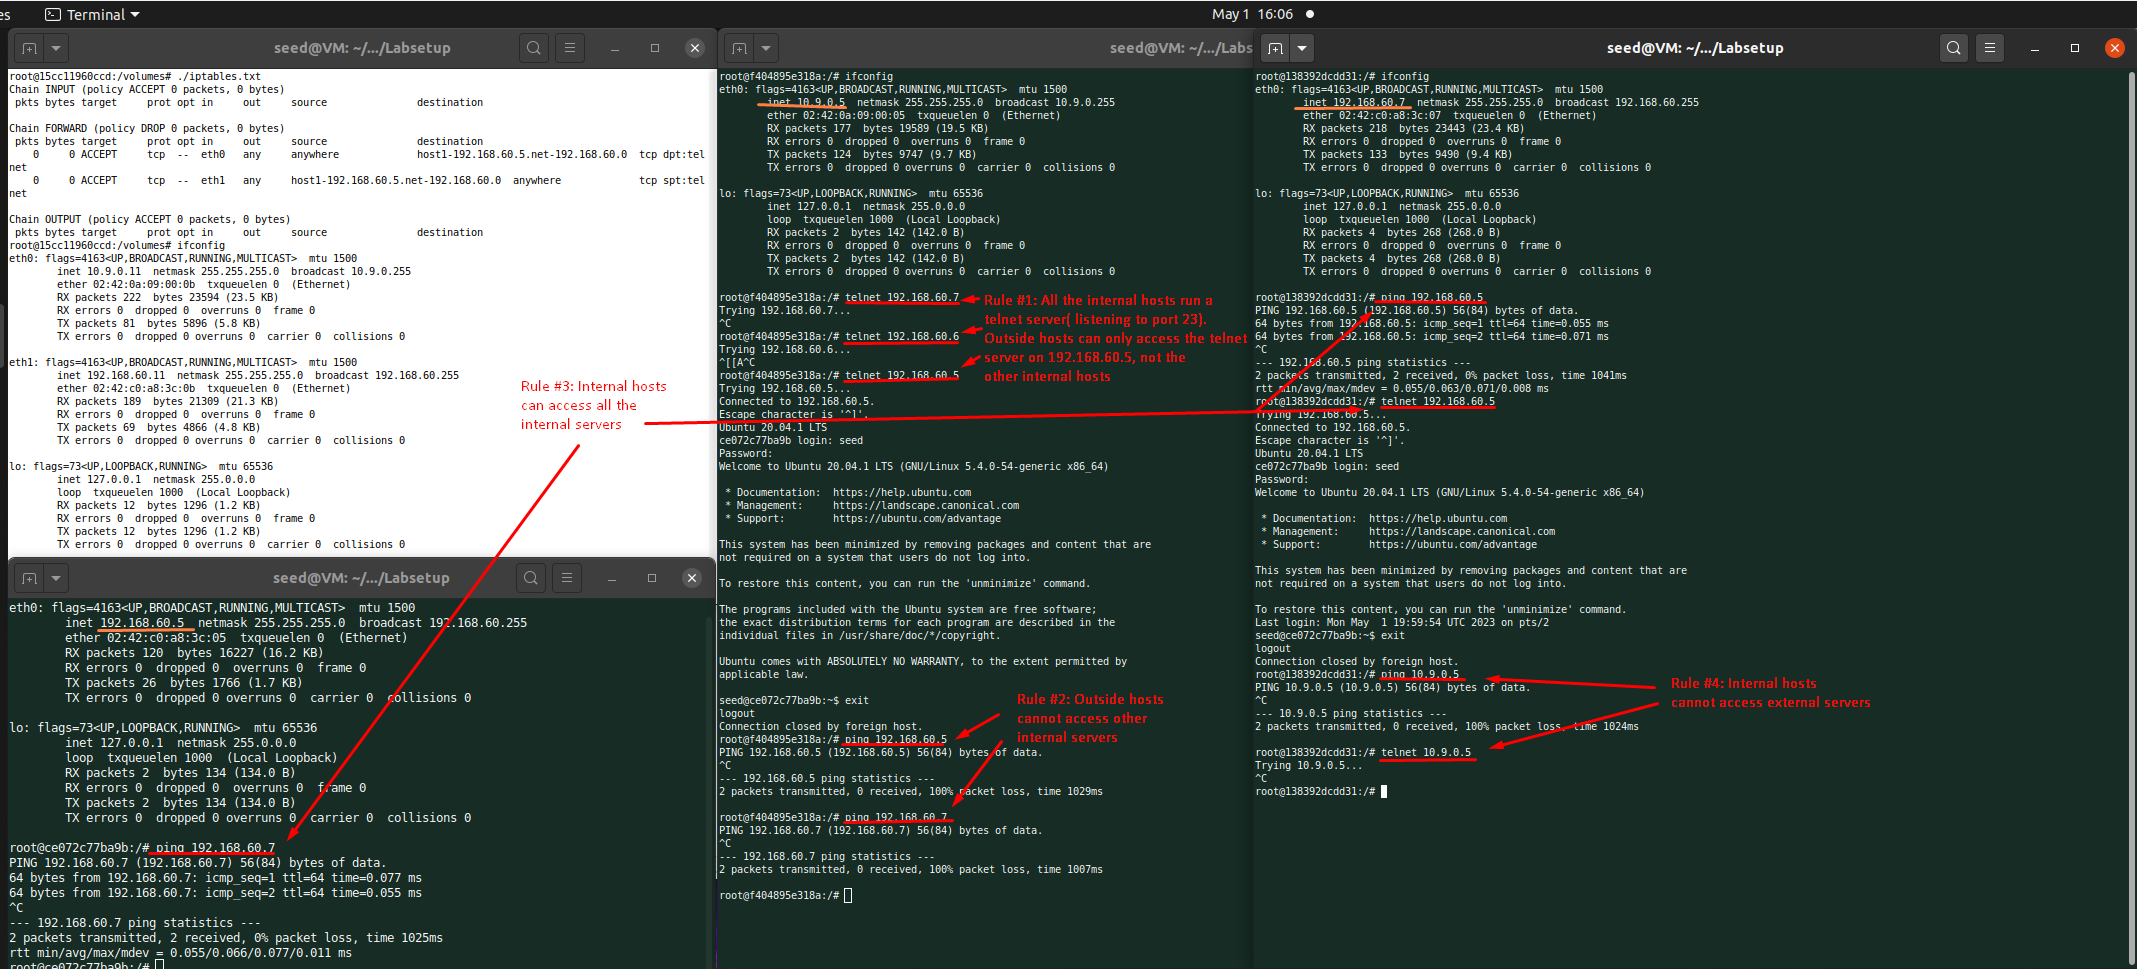 es
Terminal
May 1 16:06
seed@VM: ~/.../Labsetup
root@15cc11960ccd:/volumes# ./iptables.txt
Chain INPUT (policy ACCEPT 0 packets, 0 bytes)
pkts bytes target prot opt in out source destination
Chain FORWARD (policy DROP 0 packets, 0 bytes)
pkts bytes target prot opt in out source destination
0 0 ACCEPT tcp -- eth0 any anywhere host1-192.168.60.5.net-192.168.60.0 tcp dpt:tel
net
0 0 ACCEPT tcp -- eth1 any host1-192.168.60.5.net-192.168.60.0 anywhere tcp spt:tel
net
Chain OUTPUT (policy ACCEPT 0 packets, 0 bytes)
pkts bytes target prot opt in out source destination
root@15cc11960ccd:/volumes# ifconfig
eth0: flags=4163<UP,BROADCAST,RUNNING,MULTICAST> mtu 1500
inet 10.9.0.11 netmask 255.255.255.0 broadcast 10.9.0.255
ether 02:42:0a:09:00:0b txqueuelen 0 (Ethernet)
RX packets 222 bytes 23594 (23.5 KB)
RX errors 0 dropped 0 overruns 0 frame 0
TX packets 81 bytes 5896 (5.8 KB)
TX errors 0 dropped 0 overruns 0 carrier 0 collisions 0
eth1: flags=4163<UP,BROADCAST,RUNNING,MULTICAST> mtu 1500
inet 192.168.60.11 netmask 255.255.255.0 broadcast 192.168.60.255
ether 02:42:c0:a8:3c:0b txqueuelen 0 (Ethernet)
RX packets 189 bytes 21309 (21.3 KB)
RX errors 0 dropped 0 overruns 0 frame 0
TX packets 69 bytes 4866 (4.8 KB)
TX errors 0 dropped 0 overruns 0 carrier 0 collisions 0
lo: flags=73<UP,LOOPBACK,RUNNING> mtu 65536
inet 127.0.0.1 netmask 255.0.0.0
loop txqueuelen 1000 (Local Loopback)
RX packets 12 bytes 1296 (1.2 KB)
RX errors 0 dropped 0 overruns 0 frame 0
TX packets 12 bytes 1296 (1.2 KB)
TX errors 0 dropped 0 overruns 0 carrier 0 collisions 0
Rule #3: Internal hosts
can access all the
internal servers
seed@VM: ~/.../Labsetup
eth0: flags=4163<UP,BROADCAST,RUNNING,MULTICAST> mtu 1500
inet 192.168.60.5 netmask 255.255.255.0 broadcast 192.168.60.255
ether 02:42:c0:a8:3c:05 txqueuelen 0 (Ethernet)
RX packets 120 bytes 16227 (16.2 KB)
RX errors 0 dropped 0 overruns 0 frame 0
TX packets 26 bytes 1766 (1.7 KB)
TX errors 0 dropped 0 overruns 0 carrier 0 collisions 0
lo: flags=73<UP,LOOPBACK,RUNNING> mtu 65536
inet 127.0.0.1 netmask 255.0.0.0
loop txqueuelen 1000 (Local Loopback)
RX packets 2 bytes 134 (134.0 B)
RX errors 0 dropped 0 overruns 0 frame 0
TX packets 2 bytes 134 (134.0 B)
TX errors 0 dropped 0 overruns 0 carrier 0 collisions 0
root@ce072c77ba9b:/# ping 192.168.60.7
PING 192.168.60.7 (192.168.60.7) 56(84) bytes of data.
64 bytes from 192.168.60.7: icmp_seq=1 ttl=64 time=0.077 ms
64 bytes from 192.168.60.7: icmp_seq=2 ttl=64 time=0.055 ms
^C
--- 192.168.60.7 ping statistics ---
2 packets transmitted, 2 received, 0% packet loss, time 1025ms
rtt min/avg/max/mdev = 0.055/0.066/0.077/0.011 ms
root@ce072c77ba9b:/#
seed@VM: ~/.../Labs
root@f404895e318a:/# ifconfig
eth0: flags=4163<UP,BROADCAST,RUNNING,MULTICAST> mtu 1500
inet 10.9.0.5 netmask 255.255.255.0 broadcast 10.9.0.255
ether 02:42:0a:09:00:05 txqueuelen 0 (Ethernet)
RX packets 177 bytes 19589 (19.5 KB)
RX errors 0 dropped 0 overruns 0 frame 0
TX packets 124 bytes 9747 (9.7 KB)
TX errors 0 dropped 0 overruns 0 carrier 0 collisions 0
lo: flags=73<UP,LOOPBACK,RUNNING> mtu 65536
inet 127.0.0.1 netmask 255.0.0.0
loop txqueuelen 1000 (Local Loopback)
RX packets 2 bytes 142 (142.0 B)
RX errors 0 dropped 0 overruns 0 frame 0
TX packets 2 bytes 142 (142.0 B)
TX errors 0 dropped 0 overruns 0 carrier 0 collisions 0
root@f404895e318a:/# telnet 192.168.60.7
Trying 192.168.60.7...
^C
root@f404895e318a:/# telnet 192.168.60.6
Trying 192.168.60.6...
^[[A^C
root@f404895e318a:/# telnet 192.168.60.5
Trying 192.168.60.5...
Connected to 192.168.60.5.
Escape character is '^]'.
Ubuntu 20.04.1 LTS
ce072c77ba9b login: seed
Password:
Welcome to Ubuntu 20.04.1 LTS (GNU/Linux 5.4.0-54-generic x86_64)
* Documentation: https://help.ubuntu.com
* Management: https://landscape.canonical.com
* Support: https://ubuntu.com/advantage
This system has been minimized by removing packages and content that are
not required on a system that users do not log into.
To restore this content, you can run the 'unminimize' command.
The programs included with the Ubuntu system are free software;
the exact distribution terms for each program are described in the
individual files in /usr/share/doc/*/copyright.
Ubuntu comes with ABSOLUTELY NO WARRANTY, to the extent permitted by
applicable law.
seed@ce072c77ba9b:~$ exit
logout
Connection closed by foreign host.
root@f404895e318a:/# ping 192.168.60.5
PING 192.168.60.5 (192.168.60.5) 56(84) bytes of data.
^C
--- 192.168.60.5 ping statistics ---
2 packets transmitted, 0 received, 100% packet loss, time 1029ms
root@f404895e318a:/# ping 192.168.60.7
PING 192.168.60.7 (192.168.60.7) 56(84) bytes of data.
^C
--- 192.168.60.7 ping statistics ---
2 packets transmitted, 0 received, 100% packet loss, time 1007ms
root@f404895e318a:/#
Rule #1: All the internal hosts run a
telnet server( listening to port 23).
Outside hosts can only access the telnet
server on 192.168.60.5, not the
other internal hosts
Rule #2: Outside hosts
cannot access other
internal servers
seed@VM: ~/.../Labsetup
root@138392dcdd31:/# ifconfig
eth0: flags=4163<UP,BROADCAST,RUNNING,MULTICAST> mtu 1500
inet 192.168.60.7 netmask 255.255.255.0 broadcast 192.168.60.255
ether 02:42:c0:a8:3c:07 txqueuelen 0 (Ethernet)
RX packets 218 bytes 23443 (23.4 KB)
RX errors 0 dropped 0 overruns 0 frame 0
TX packets 133 bytes 9490 (9.4 KB)
TX errors 0 dropped 0 overruns 0 carrier 0 collisions 0
lo: flags=73<UP,LOOPBACK,RUNNING> mtu 65536
inet 127.0.0.1 netmask 255.0.0.0
loop txqueuelen 1000 (Local Loopback)
RX packets 4 bytes 268 (268.0 B)
RX errors 0 dropped 0 overruns 0 frame 0
TX packets 4 bytes 268 (268.0 B)
TX errors 0 dropped 0 overruns 0 carrier 0 collisions 0
root@138392dcdd31:/# ping 192.168.60.5
PING 192.168.60.5 (192.168.60.5) 56(84) bytes of data.
64 bytes from 192.168.60.5: icmp_seq=1 ttl=64 time=0.055 ms
64 bytes from 192.168.60.5: icmp_seq=2 ttl=64 time=0.071 ms
^C
--- 192.168.60.5 ping statistics ---
2 packets transmitted, 2 received, 0% packet loss, time 1041ms
rtt min/avg/max/mdev = 0.055/0.063/0.071/0.008 ms
root@138392dcdd31:/# telnet 192.168.60.5
Trying 192.168.60.5...
Connected to 192.168.60.5.
Escape character is '^]'.
Ubuntu 20.04.1 LTS
ce072c77ba9b login: seed
Password:
Welcome to Ubuntu 20.04.1 LTS (GNU/Linux 5.4.0-54-generic x86_64)
* Documentation: https://help.ubuntu.com
* Management: https://landscape.canonical.com
* Support: https://ubuntu.com/advantage
This system has been minimized by removing packages and content that are
not required on a system that users do not log into.
To restore this content, you can run the 'unminimize' command.
Last login: Mon May 1 19:59:54 UTC 2023 on pts/2
seed@ce072c77ba9b:~$ exit
logout
Connection closed by foreign host.
root@138392dcdd31:/# ping 10.9.0.5
PING 10.9.0.5 (10.9.0.5) 56(84) bytes of data.
^C
--- 10.9.0.5 ping statistics ---
2 packets transmitted, 0 received, 100% packet loss, time 1024ms
root@138392dcdd31:/# telnet 10.9.0.5
Trying 10.9.0.5...
^C
root@138392dcdd31:/#
Rule #4: Internal hosts
cannot access external servers